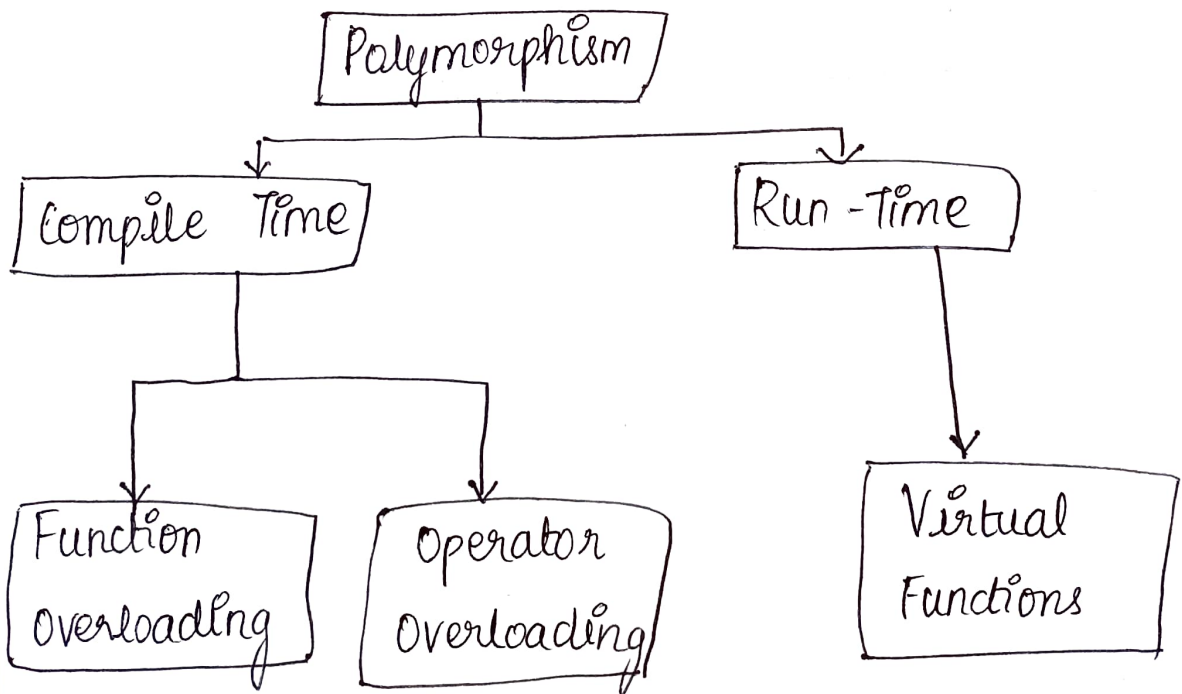 Polymorphism
Compile Time
Run-Time
Function
Overloading
Operator
Overloading
Virtual
Functions